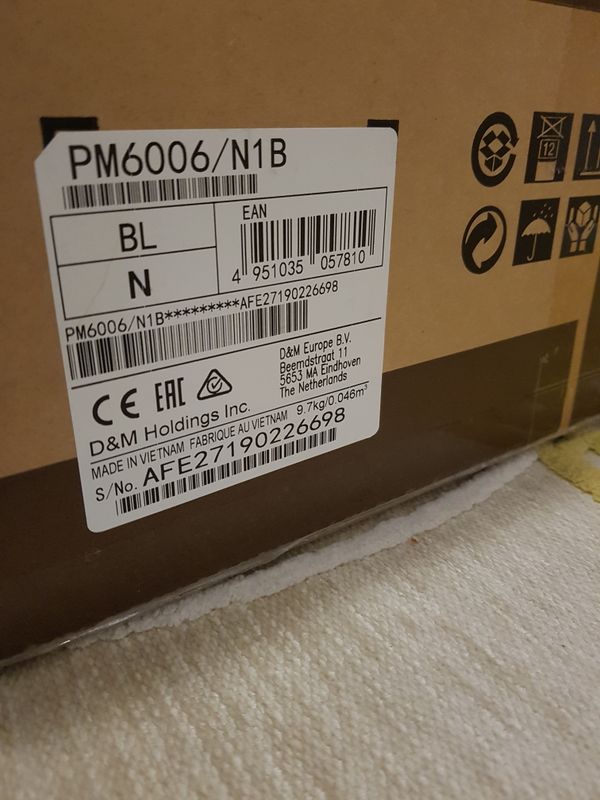 PM6006/N1B
BL
N
EAN
4 951035 057810
PM6006/N1B*********AFE27190226698
CE EAC
D&M Europe B.V.
Beemdstraat 11
5653 MA Eindhoven
The Netherlands
D&M Holdings Inc.
9.7kg/0.046m³
MADE IN VIETNAM FABRIQUE AU VIETNAM
S/No. AFE27190226698
12